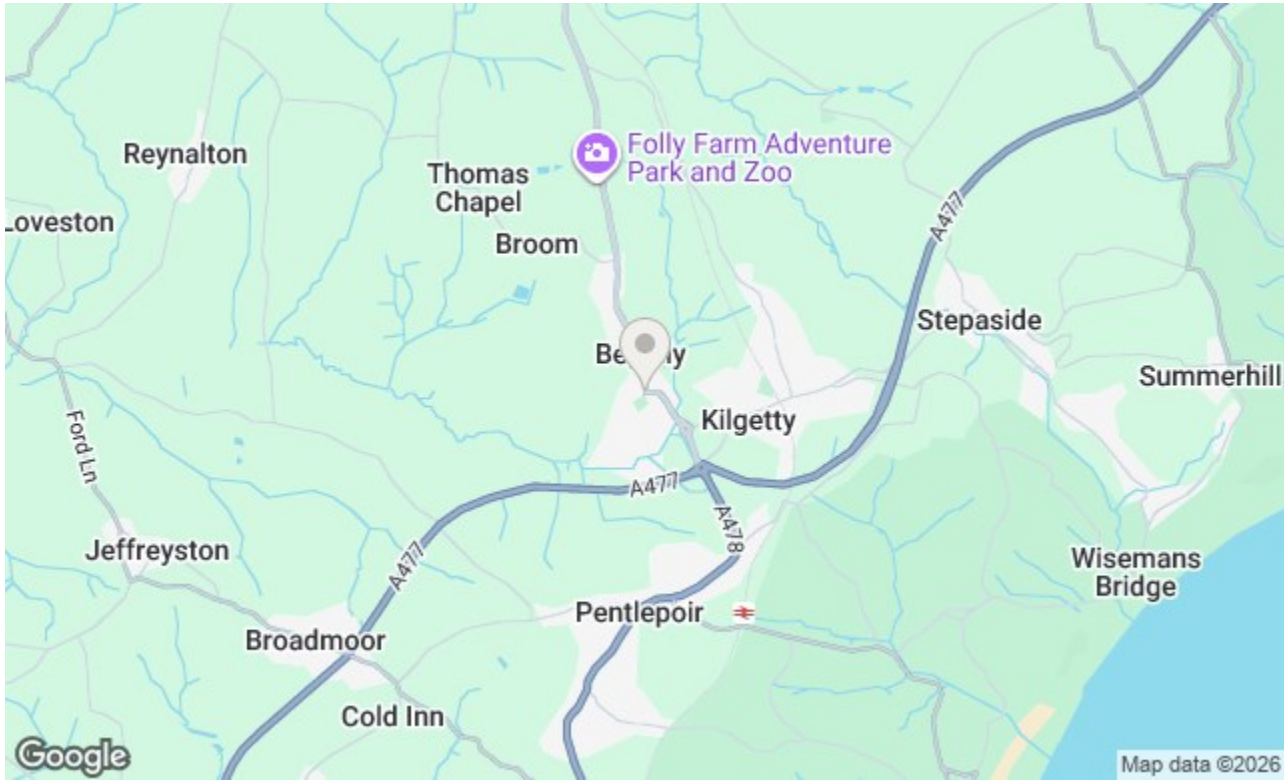 Folly Farm Adventure
Park and Zoo
Reynalton
Thomas
Chapel
Loveston
Broom
A477
Stepaside
Summerhill
Kilgetty
Ford Ln
A477
A478
Jeffreyston
A477
Wisemans
Bridge
Pentlepoir
Broadmoor
Cold Inn
Google
Map data ©2026